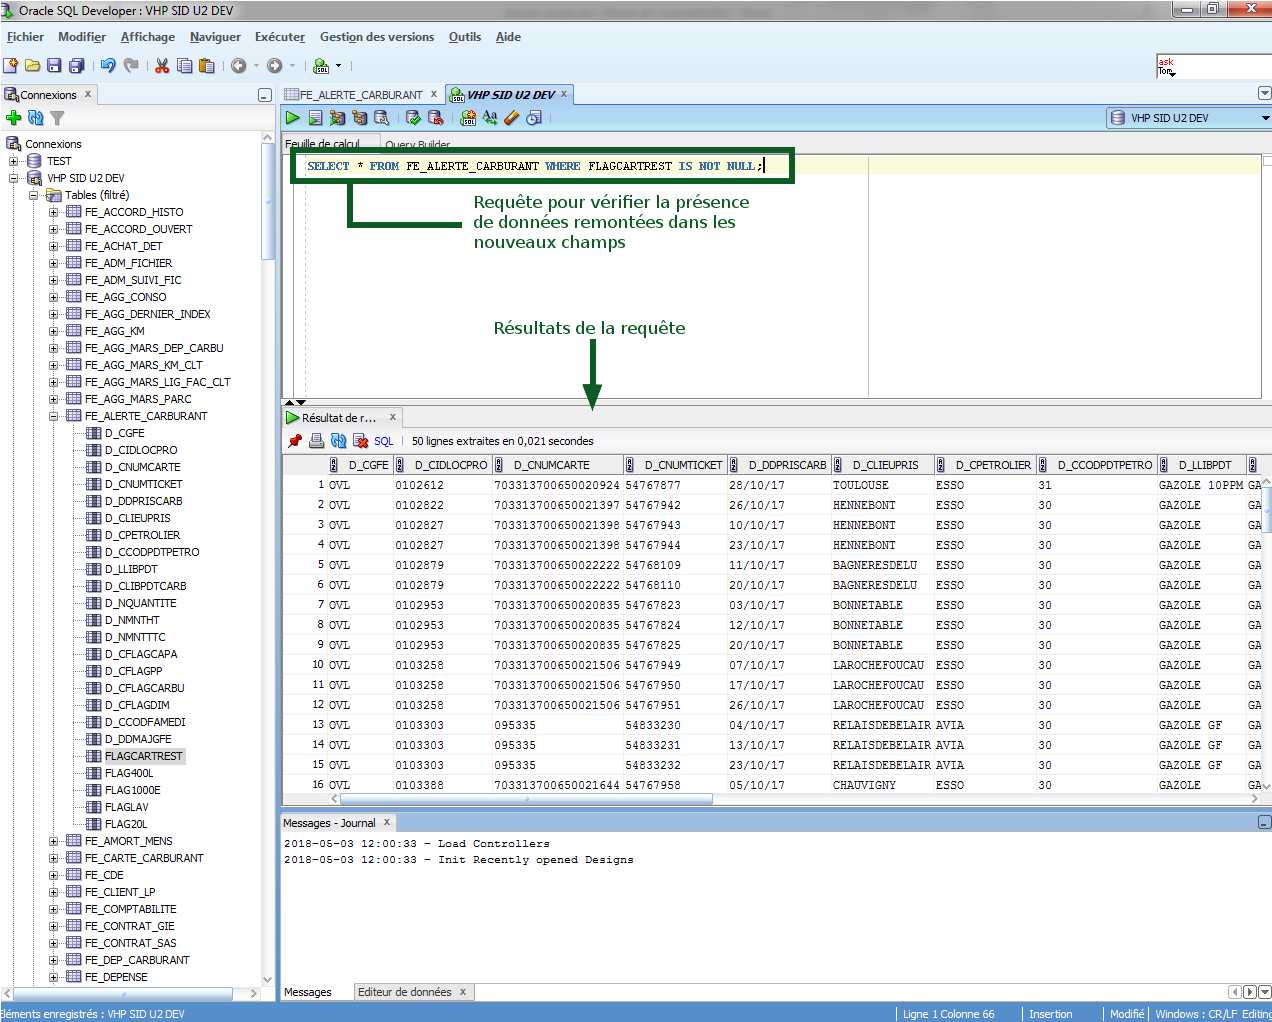 Oracle SQL Developer : VHP SID U2 DEV
Fichier Modifier Affichage Naviguer Exécuter Gestion des versions Outils Aide
ask
Tom
Connexions x
FE_ALERTE_CARBURANT x
VHP SID U2 DEV x
VHP SID U2 DEV
Connexions
TEST
VHP SID U2 DEV
Tables (filtré)
FE_ACCORD_HISTO
FE_ACCORD_OUVERT
FE_ACHAT_DET
FE_ADM_FICHIER
FE_ADM_SUIVI_FIC
FE_AGG_CONSO
FE_AGG_DERNIER_INDEX
FE_AGG_KM
FE_AGG_MARS_DEP_CARBU
FE_AGG_MARS_KM_CLT
FE_AGG_MARS_LIG_FAC_CLT
FE_AGG_MARS_PARC
FE_ALERTE_CARBURANT
D_CGFE
D_CIDLOCPRO
D_CNUMCARTE
D_CNUMTICKET
D_DDPRISCARB
D_CLIEUPRIS
D_CPETROLIER
D_CCODPDTPETRO
D_LLIBPDT
D_CLIBPDTCARB
D_NQUANTITE
D_NMNTHT
D_NMNTTTC
D_CFLAGCAPA
D_CFLAGPP
D_CFLAGCARBU
D_CFLAGDIM
D_CCODFAMEDI
D_DDMAJGFE
FLAGCARTREST
FLAG400L
FLAG1000E
FLAGLAV
FLAG20L
FE_AMORT_MENS
FE_CARTE_CARBURANT
FE_CDE
FE_CLIENT_LP
FE_COMPTABILITE
FE_CONTRAT_GIE
FE_CONTRAT_SAS
FE_DEP_CARBURANT
FE_DEPENSE
Feuille de calcul Query Builder
SELECT * FROM FE_ALERTE_CARBURANT WHERE FLAGCARTREST IS NOT NULL;
Requête pour vérifier la présence
de données remontées dans les
nouveaux champs
Résultats de la requête
Résultat de r... x
SQL | 50 lignes extraites en 0,021 secondes
D_CGFE D_CIDLOCPRO D_CNUMCARTE D_CNUMTICKET D_DDPRISCARB D_CLIEUPRIS D_CPETROLIER D_CCODPDTPETRO D_LLIBPDT
1 OVL 0102612 703313700650020924 54767877 28/10/17 TOULOUSE ESSO 31 GAZOLE 10PPM GA
2 OVL 0102822 703313700650021397 54767942 26/10/17 HENNEBONT ESSO 30 GAZOLE GA
3 OVL 0102827 703313700650021398 54767943 10/10/17 HENNEBONT ESSO 30 GAZOLE GA
4 OVL 0102827 703313700650021398 54767944 23/10/17 HENNEBONT ESSO 30 GAZOLE GA
5 OVL 0102879 703313700650022222 54768109 11/10/17 BAGNERESDELU ESSO 30 GAZOLE GA
6 OVL 0102879 703313700650022222 54768110 20/10/17 BAGNERESDELU ESSO 30 GAZOLE GA
7 OVL 0102953 703313700650020835 54767823 03/10/17 BONNETABLE ESSO 30 GAZOLE GA
8 OVL 0102953 703313700650020835 54767824 12/10/17 BONNETABLE ESSO 30 GAZOLE GA
9 OVL 0102953 703313700650020835 54767825 20/10/17 BONNETABLE ESSO 30 GAZOLE GA
10 OVL 0103258 703313700650021506 54767949 07/10/17 LAROCHEFOUCAU ESSO 30 GAZOLE GA
11 OVL 0103258 703313700650021506 54767950 17/10/17 LAROCHEFOUCAU ESSO 30 GAZOLE GA
12 OVL 0103258 703313700650021506 54767951 26/10/17 LAROCHEFOUCAU ESSO 30 GAZOLE GA
13 OVL 0103303 095335 54833230 04/10/17 RELAISDEBELAIR AVIA 30 GAZOLE GF GA
14 OVL 0103303 095335 54833231 13/10/17 RELAISDEBELAIR AVIA 30 GAZOLE GF GA
15 OVL 0103303 095335 54833232 23/10/17 RELAISDEBELAIR AVIA 30 GAZOLE GF GA
16 OVL 0103388 703313700650021644 54767958 05/10/17 CHAUVIGNY ESSO 30 GAZOLE GA
Messages - Journal x
2018-05-03 12:00:33 - Load Controllers
2018-05-03 12:00:33 - Init Recently opened Designs
Messages Editeur de données x
Éléments enregistrés : VHP SID U2 DEV
Ligne 1 Colonne 66 Insertion Modifié Windows : CR/LF Editing